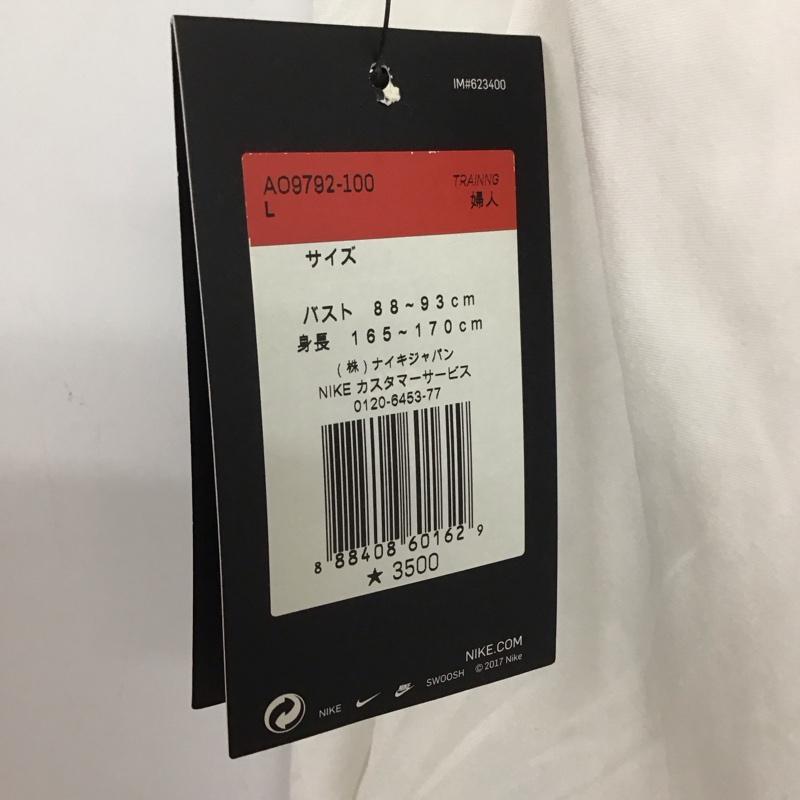 IM#623400
AO9792-100
L
TRAINNG
婦人
サイズ
バスト 88~93cm
身長 165~170cm
(株)ナイキジャパン
NIKE カスタマーサービス
0120-6453-77
8 88408 60162 9
★ 3500
NIKE.COM
NIKE NIKE SWOOSH © 2017 Nike